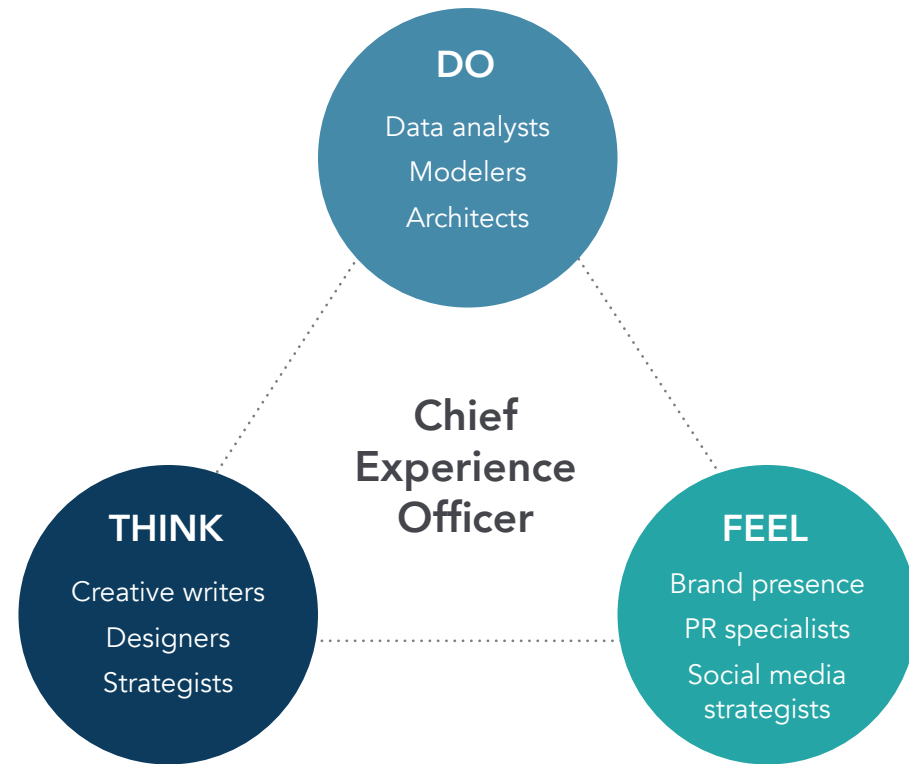 DO
Data analysts
Modelers
Architects
Chief
Experience
Officer
THINK
Creative writers
Designers
Strategists
FEEL
Brand presence
PR specialists
Social media
strategists